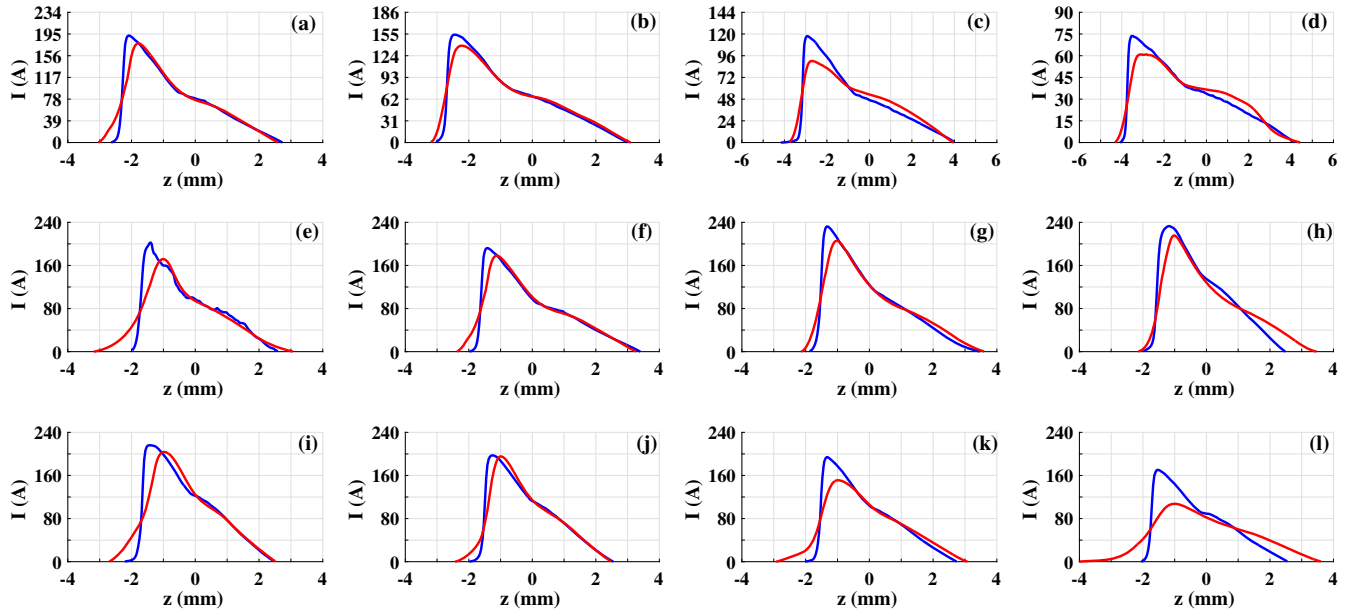 234 195 156 117 78 39 0 I (A) (a) -4 -2 0 2 4 z (mm)
186 155 124 93 62 31 0 I (A) (b) -4 -2 0 2 4 z (mm)
144 120 96 72 48 24 0 I (A) (c) -6 -4 -2 0 2 4 6 z (mm)
90 75 60 45 30 15 0 I (A) (d) -6 -4 -2 0 2 4 6 z (mm)
240 160 80 0 I (A) (e) -4 -2 0 2 4 z (mm)
240 160 80 0 I (A) (f) -4 -2 0 2 4 z (mm)
240 160 80 0 I (A) (g) -4 -2 0 2 4 z (mm)
240 160 80 0 I (A) (h) -4 -2 0 2 4 z (mm)
240 160 80 0 I (A) (i) -4 -2 0 2 4 z (mm)
240 160 80 0 I (A) (j) -4 -2 0 2 4 z (mm)
240 160 80 0 I (A) (k) -4 -2 0 2 4 z (mm)
240 160 80 0 I (A) (l) -4 -2 0 2 4 z (mm)